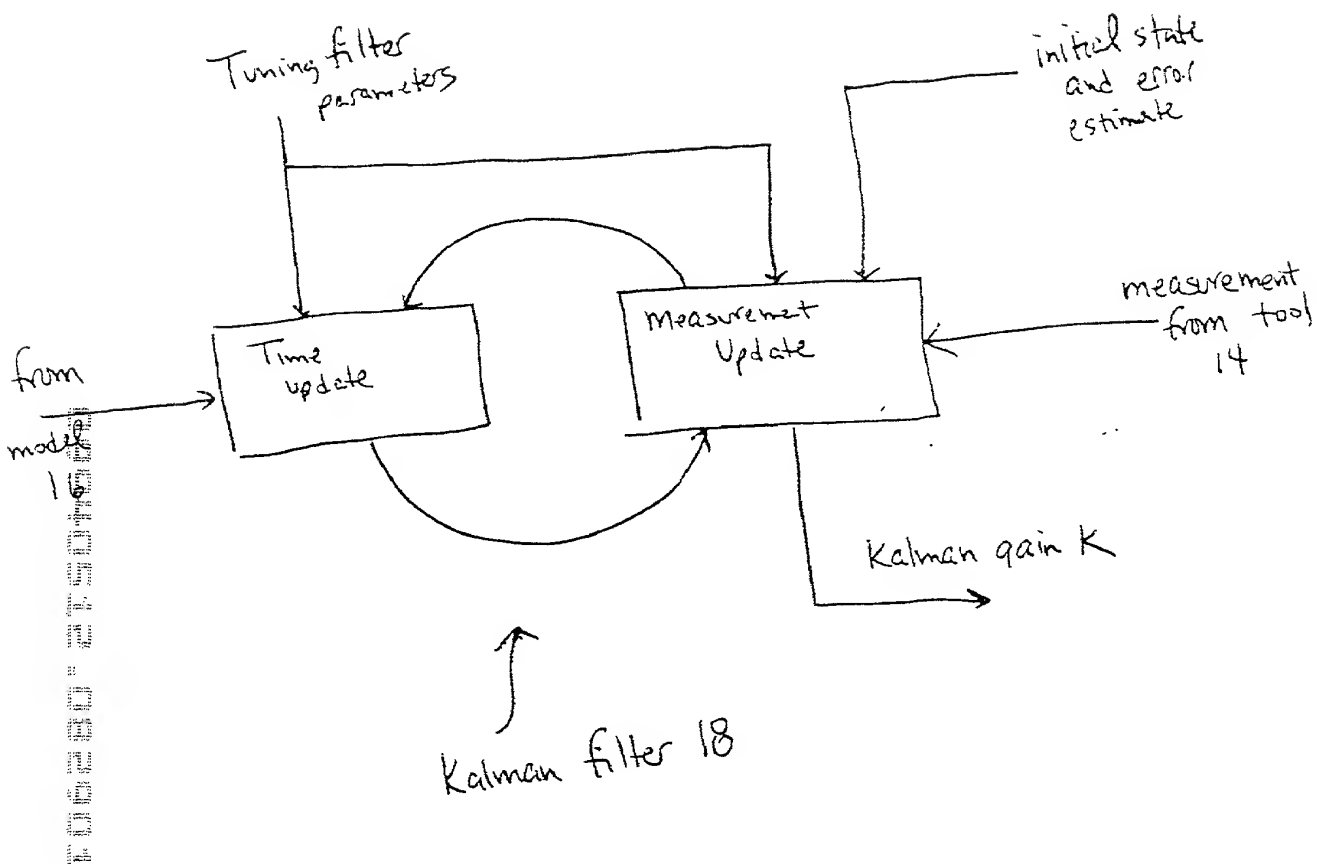 Tuning filter
parameters
initial state
and error
estimate
Time
update
Measurement
Update
measurement
from tool
14
from
model
16
Kalman gain K
Kalman filter 18